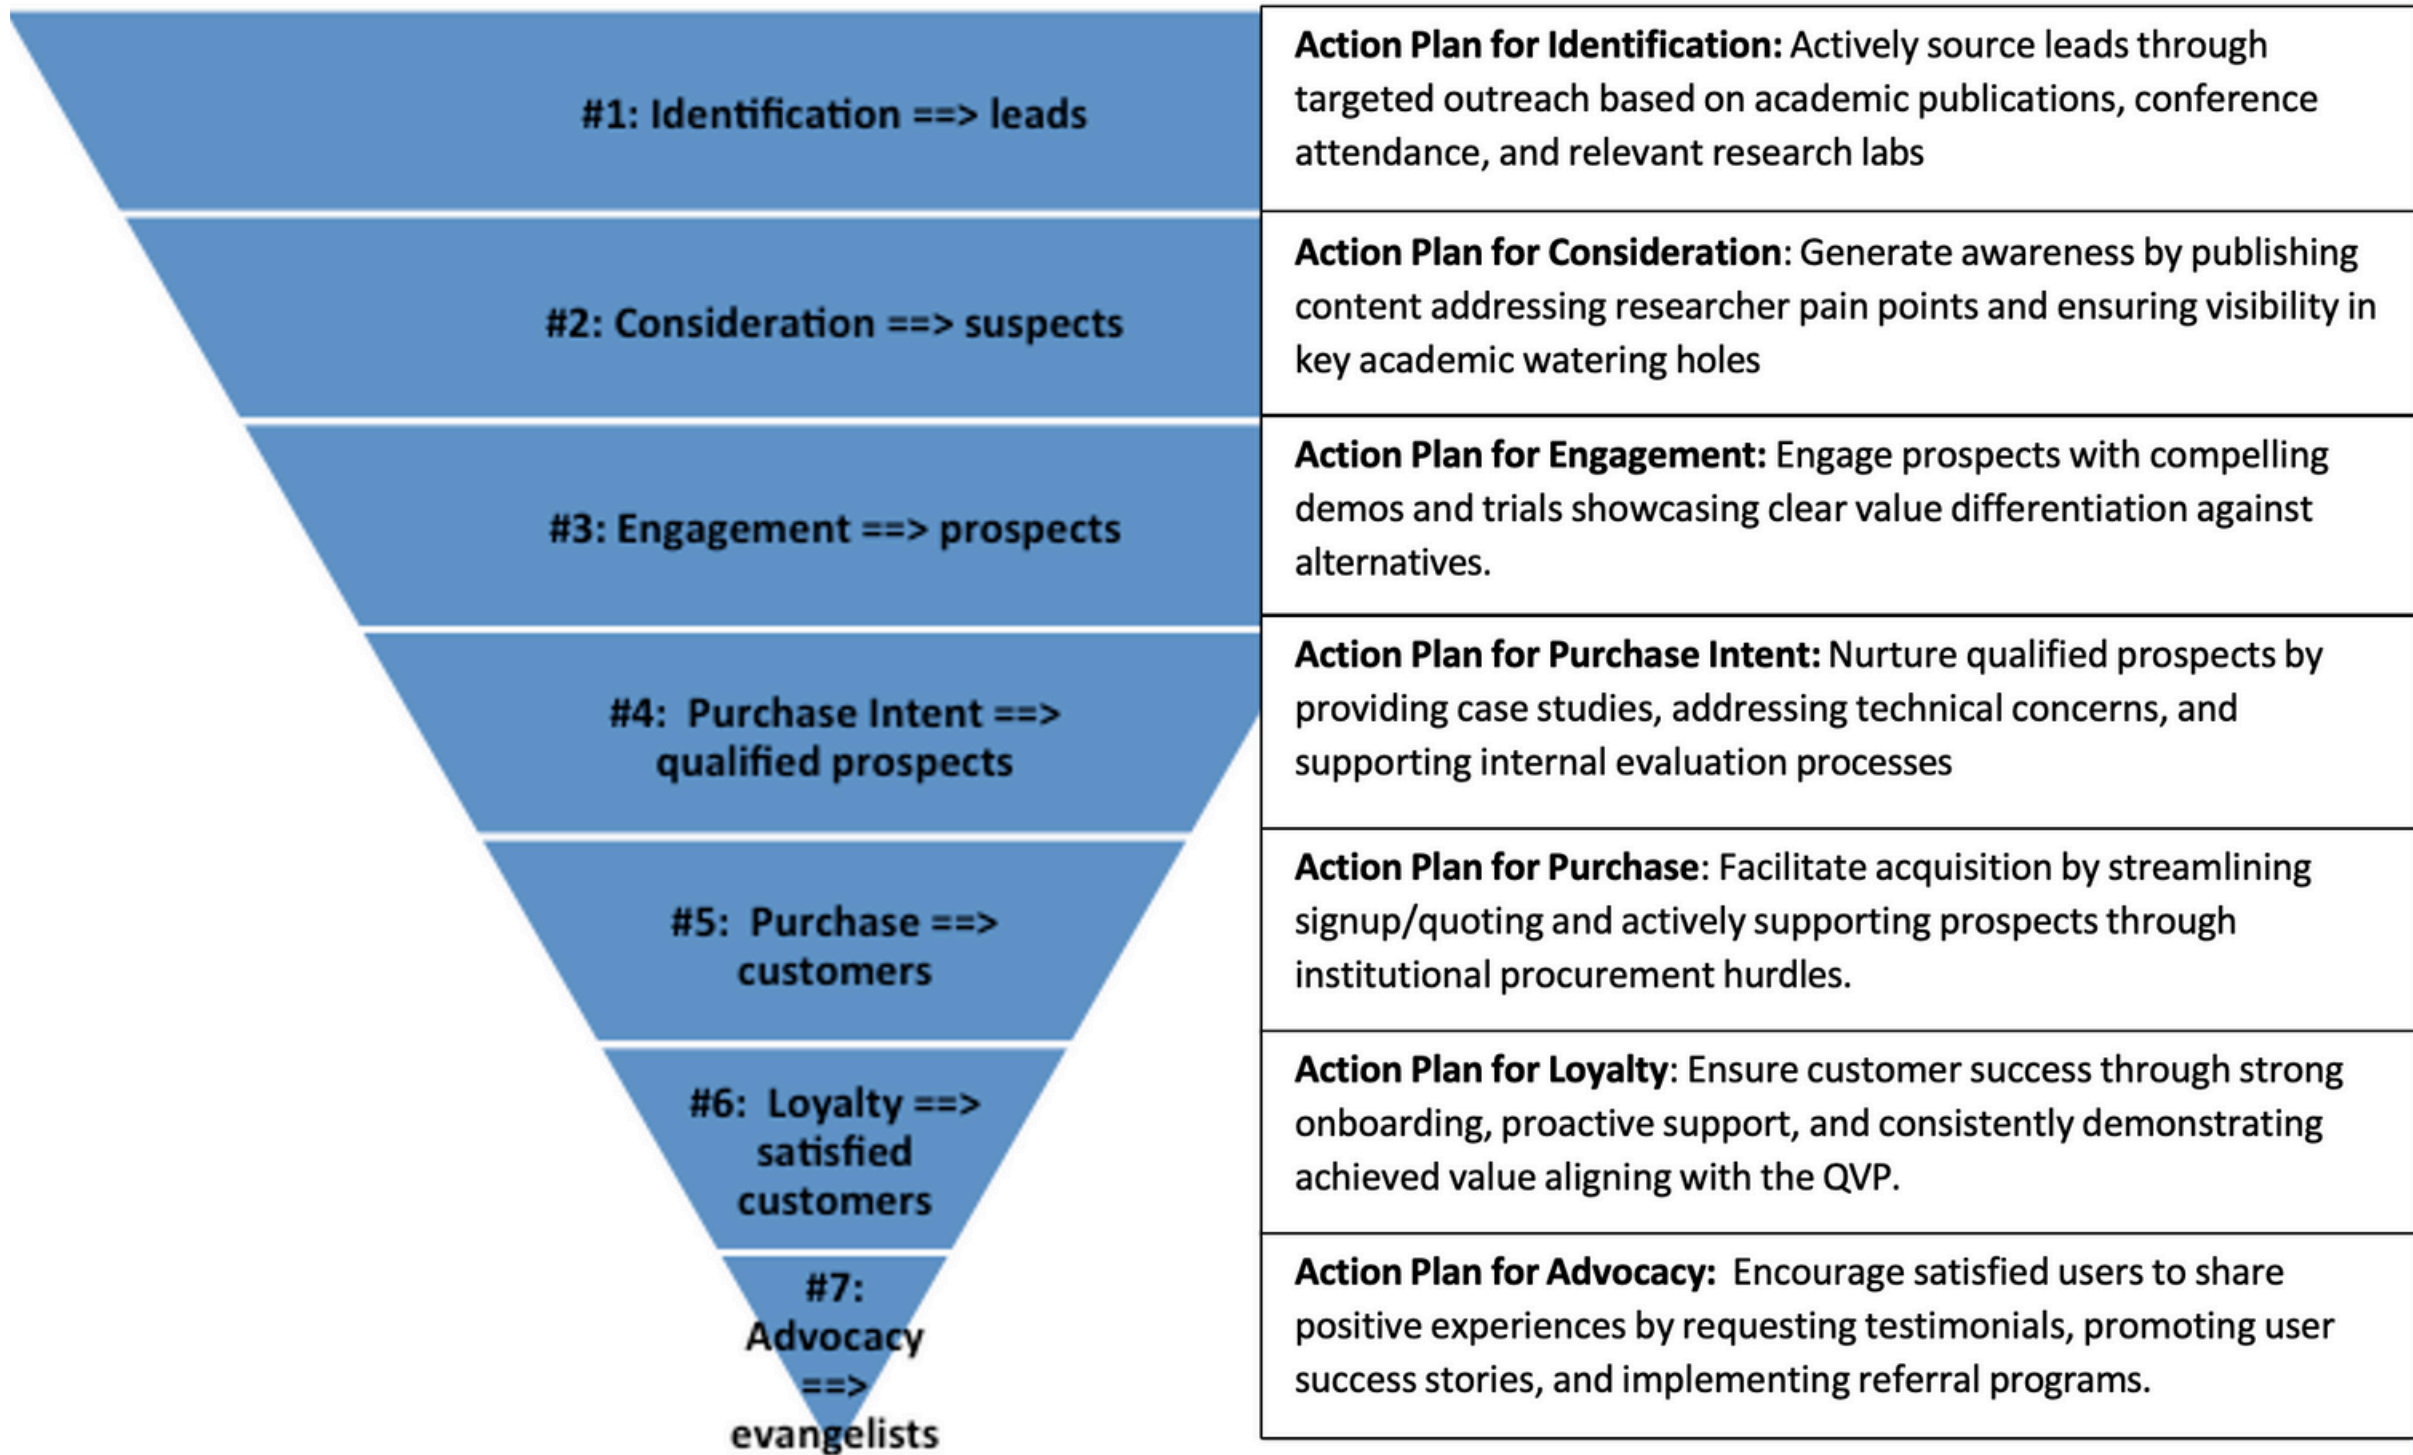 #1: Identification ==> leads
Action Plan for Identification: Actively source leads through
targeted outreach based on academic publications, conference
attendance, and relevant research labs
#2: Consideration ==> suspects
Action Plan for Consideration: Generate awareness by publishing
content addressing researcher pain points and ensuring visibility in
key academic watering holes
#3: Engagement ==> prospects
Action Plan for Engagement: Engage prospects with compelling
demos and trials showcasing clear value differentiation against
alternatives.
#4:  Purchase Intent ==>
qualified prospects
Action Plan for Purchase Intent: Nurture qualified prospects by
providing case studies, addressing technical concerns, and
supporting internal evaluation processes
#5:  Purchase ==>
customers
Action Plan for Purchase: Facilitate acquisition by streamlining
signup/quoting and actively supporting prospects through
institutional procurement hurdles.
#6:  Loyalty ==>
satisfied
customers
Action Plan for Loyalty: Ensure customer success through strong
onboarding, proactive support, and consistently demonstrating
achieved value aligning with the QVP.
#7:
Advocacy
==>
evangelists
Action Plan for Advocacy:  Encourage satisfied users to share
positive experiences by requesting testimonials, promoting user
success stories, and implementing referral programs.